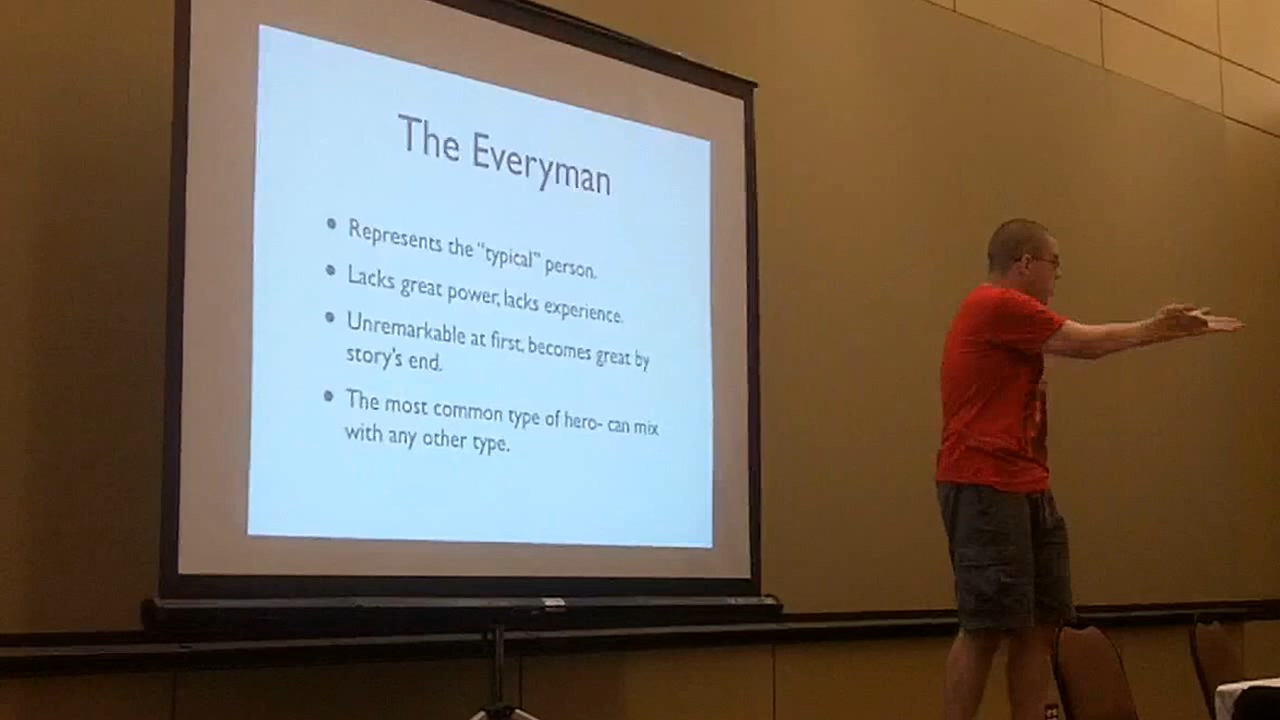 The Everyman
• Represents the “typical” person.
• Lacks great power, lacks experience.
• Unremarkable at first, becomes great by
story's end.
• The most common type of hero- can mix
with any other type.